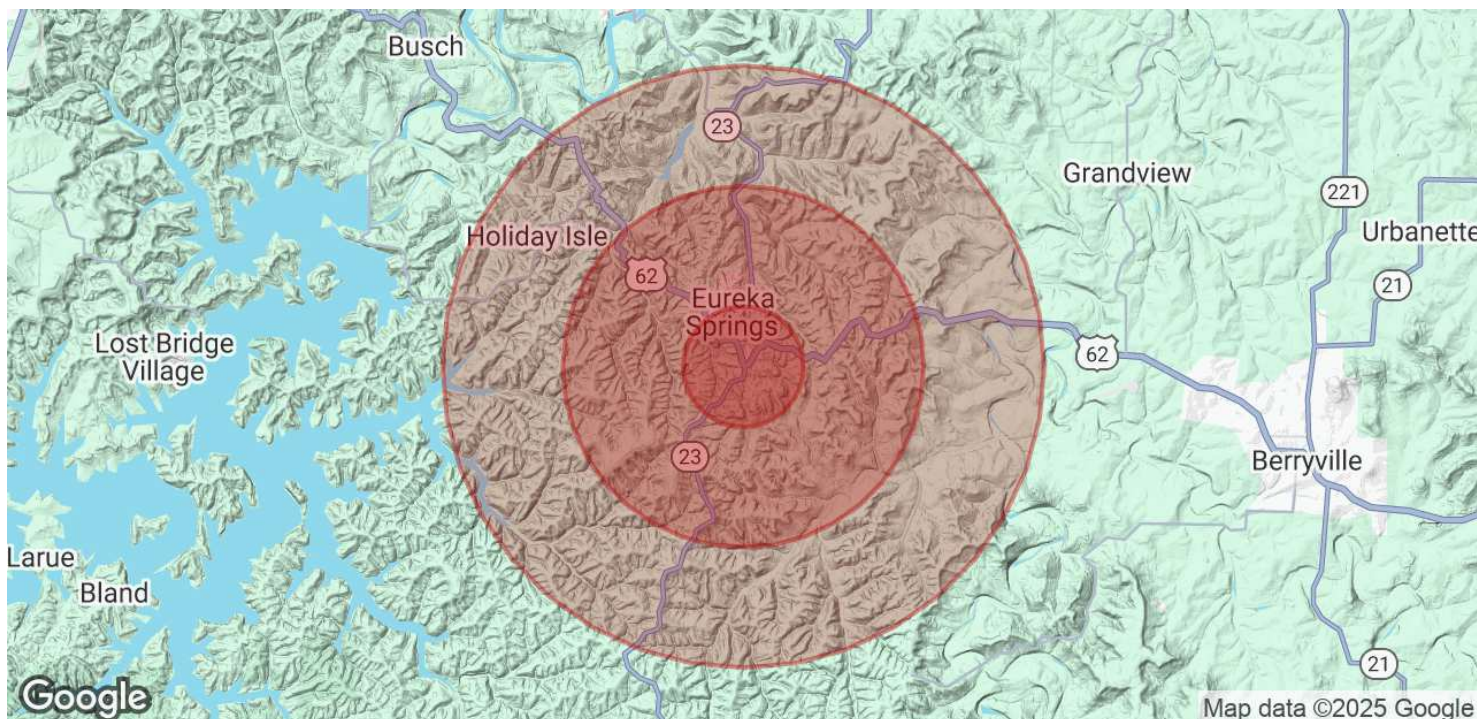 Busch
23
Grandview
221
Holiday Isle
Urbanette
62
21
Eureka
Springs
Lost Bridge
Village
62
23
Berryville
Larue
Bland
21
Google
Map data ©2025 Google